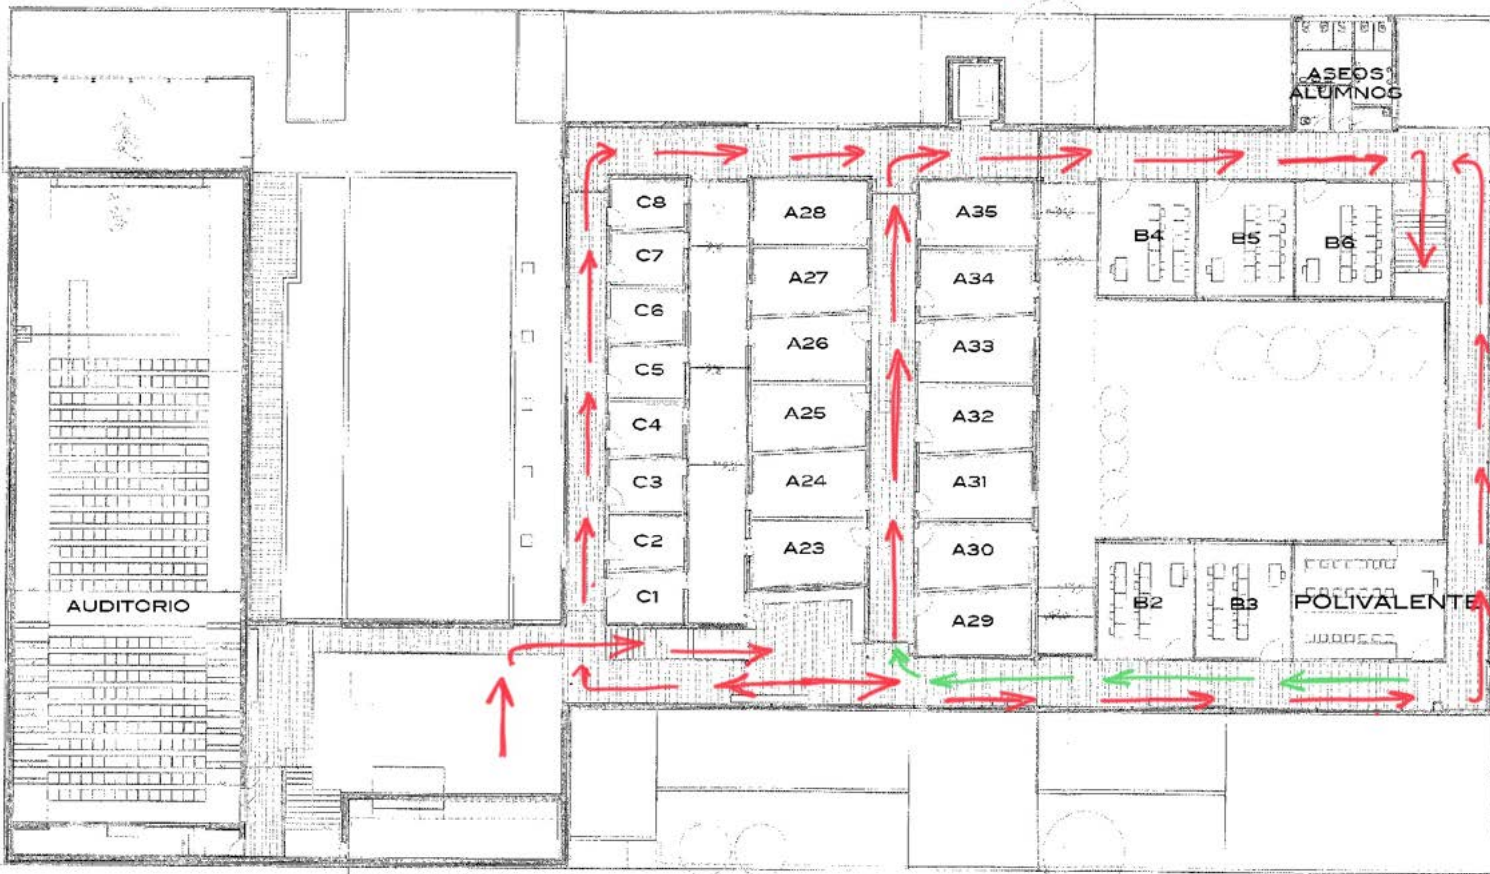 ASEOS
ALUMNOS
C8
A28
A35
B4
B5
B6
C7
A27
A34
C6
A26
A33
C5
A25
A32
C4
C3
A24
A31
C2
A23
A30
C1
A29
B2
B3
POLIVALENTE
AUDITORIO